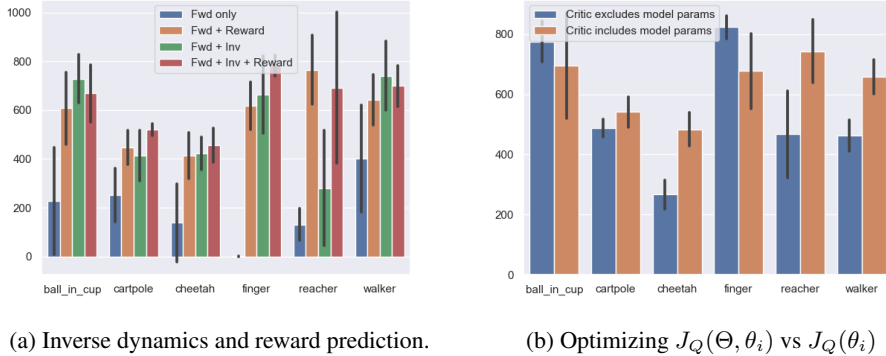 1000
800
600
400
200
0
Fwd only
Fwd + Reward
Fwd + Inv
Fwd + Inv + Reward
ball_in_cup cartpole cheetah finger reacher walker
(a) Inverse dynamics and reward prediction.
800
600
400
200
0
Critic excludes model params
Critic includes model params
ball_in_cup cartpole cheetah finger reacher walker
(b) Optimizing J_Q(Θ, θ_i) vs J_Q(θ_i)